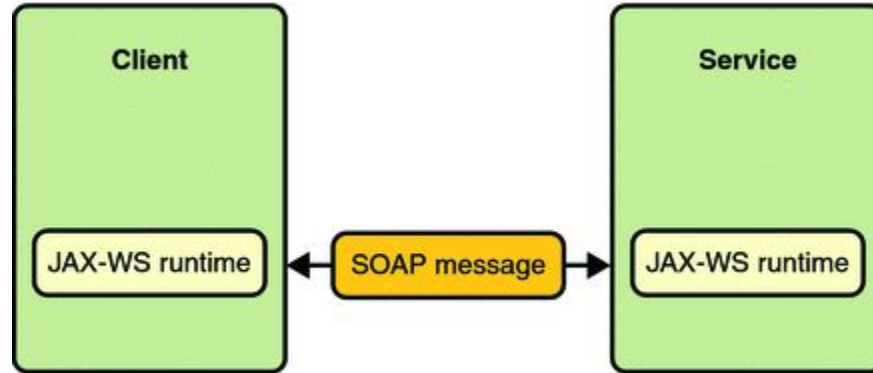 Client
Service
JAX-WS runtime
SOAP message
JAX-WS runtime